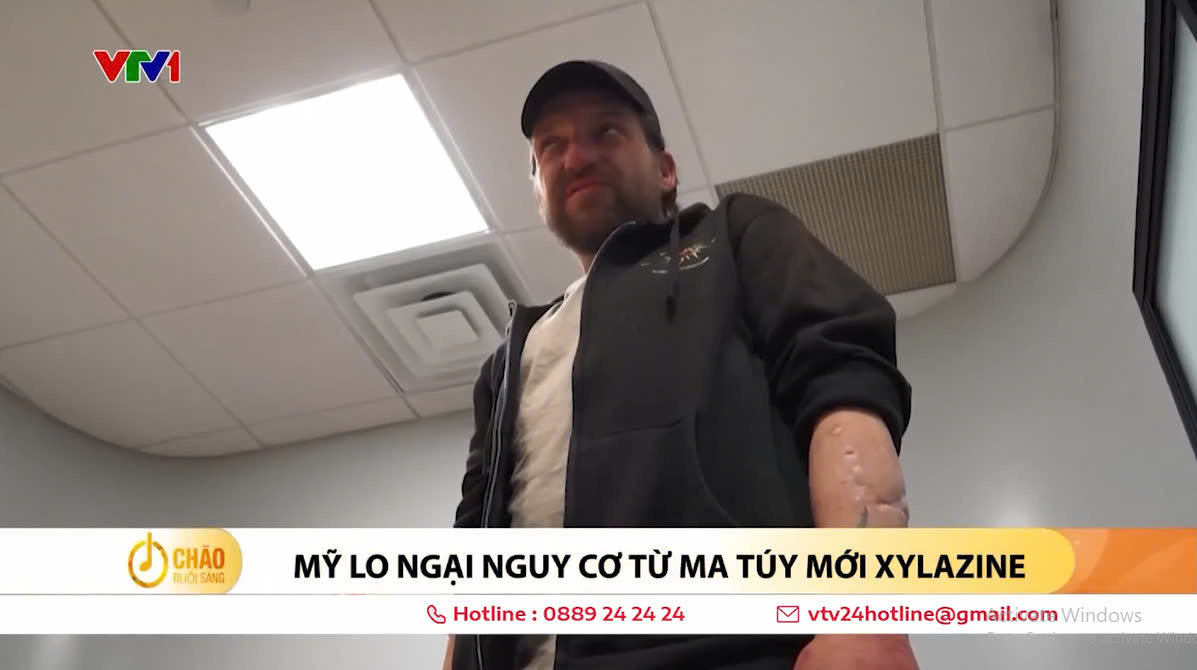 VTV1
CHÀO
BUỔI SÁNG
MỸ LO NGẠI NGUY CƠ TỪ MA TÚY MỚI XYLAZINE
Hotline : 0889 24 24 24
vtv24hotline@gmail.com
Activate Windows